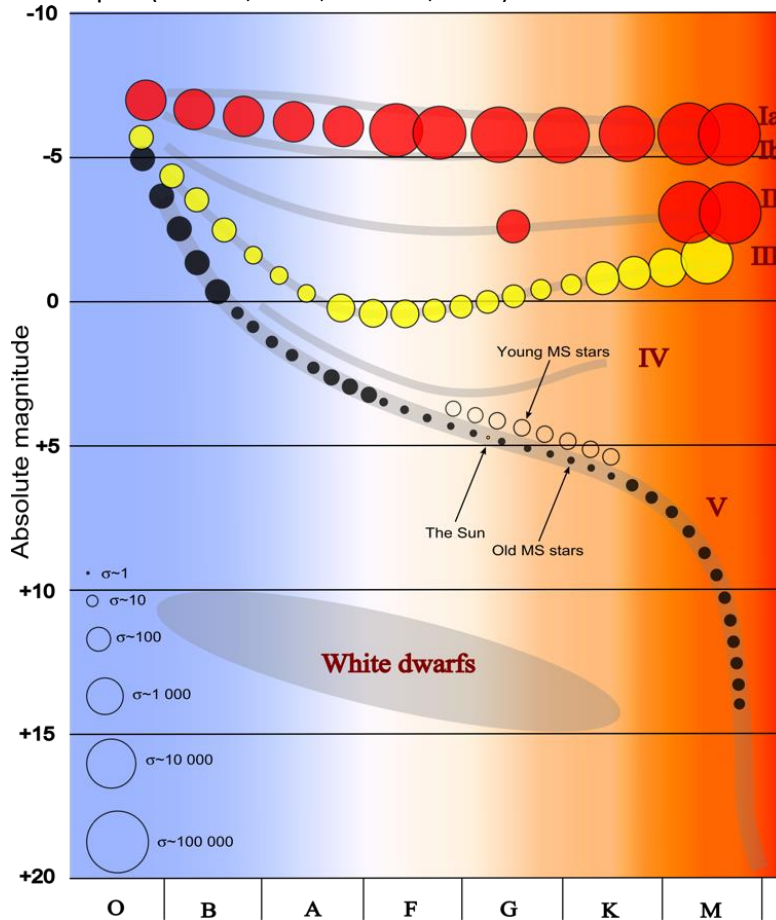 -10
Ia
Ib
-5
II
III
0
Young MS stars
IV
+5
V
The Sun
Old MS stars
Absolute magnitude
σ~1
+10
σ~10
σ~100
White dwarfs
σ~1 000
+15
σ~10 000
σ~100 000
+20
O B A F G K M